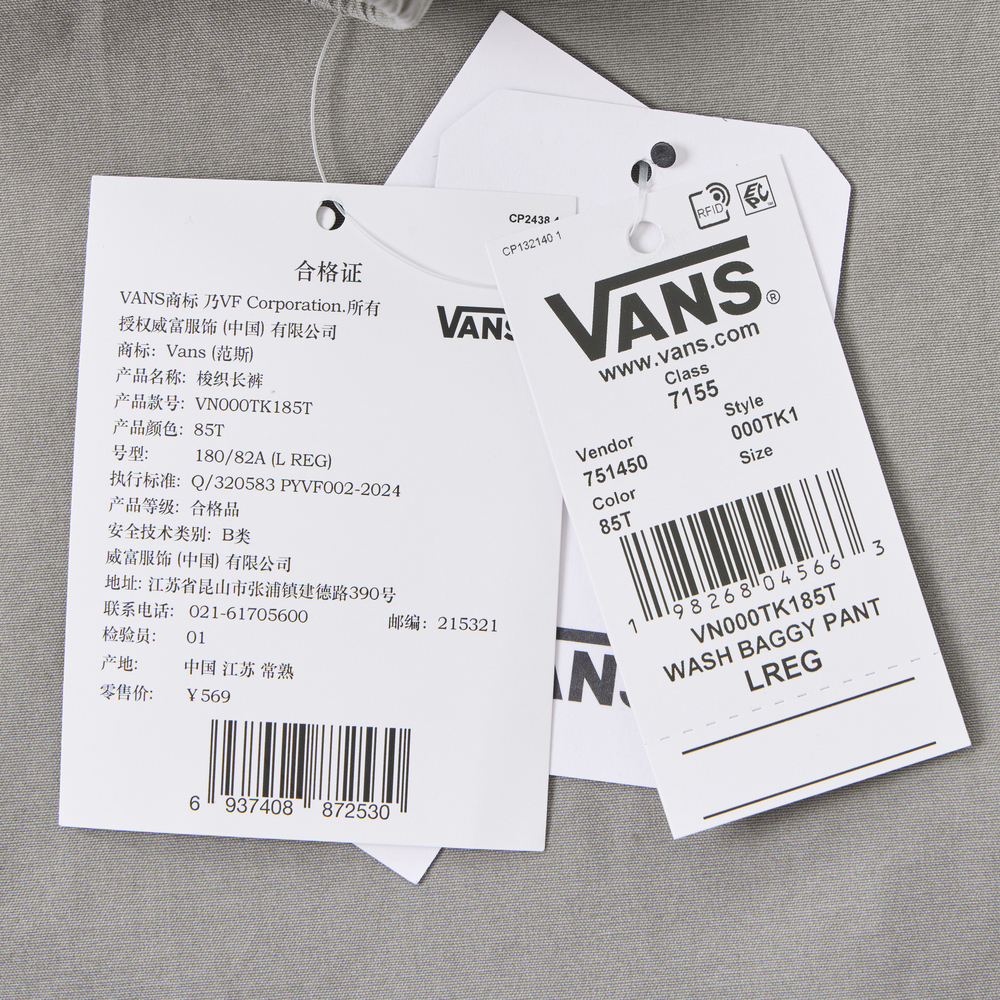 CP2438
合格证
VANS商标 乃VF Corporation.所有
授权威富服饰 (中国) 有限公司
商标: Vans (范斯)
产品名称: 梭织长裤
产品款号: VN000TK185T
产品颜色: 85T
号型: 180/82A (L REG)
执行标准: Q/320583 PYVF002-2024
产品等级: 合格品
安全技术类别: B类
威富服饰 (中国) 有限公司
地址: 江苏省昆山市张浦镇建德路390号
联系电话: 021-61705600 邮编: 215321
检验员: 01
产地: 中国 江苏 常熟
零售价: ¥569
6 937408 872530
VANS
VANS
RFID
EPC
CP132140 1
VANS®
www.vans.com
Class
7155
Style
000TK1
Vendor
751450
Size
Color
85T
1 98268 04566 3
VN000TK185T
WASH BAGGY PANT
LREG